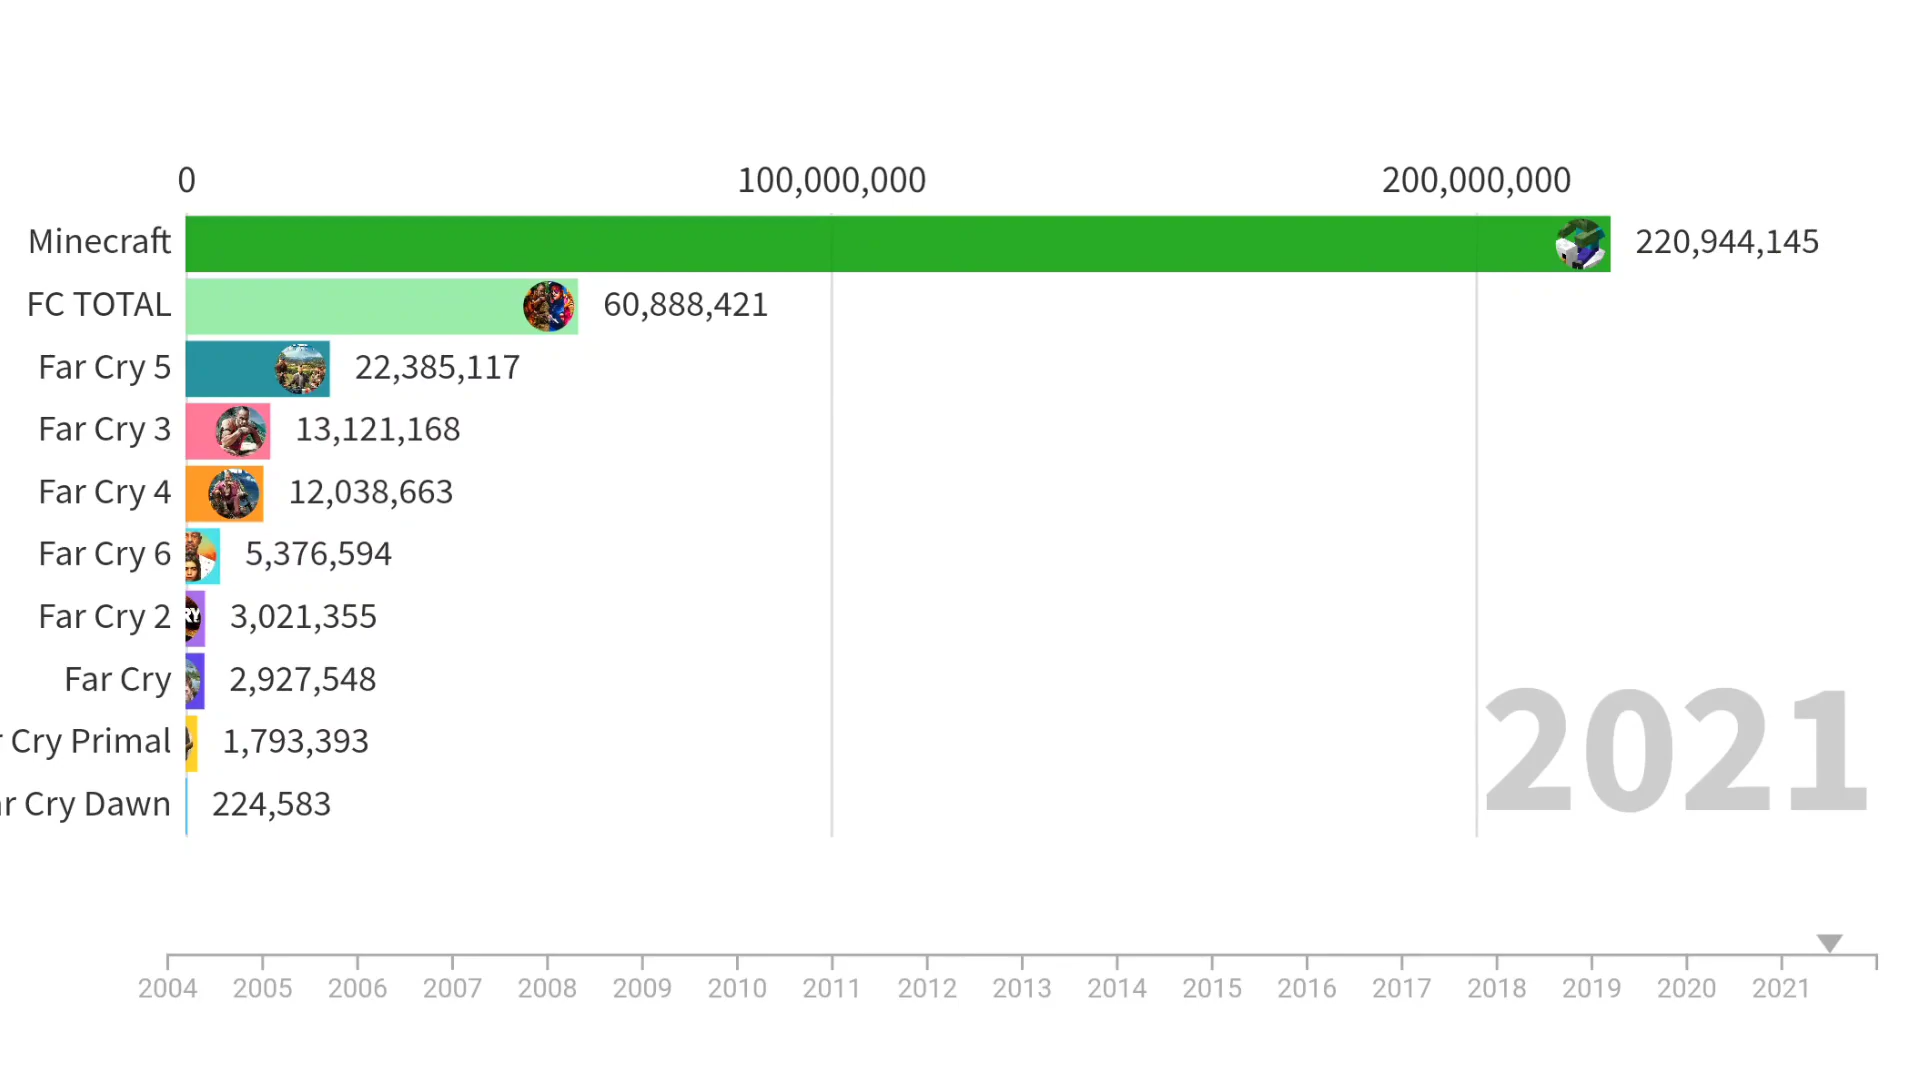 0 100,000,000 200,000,000
Minecraft 220,944,145
FC TOTAL 60,888,421
Far Cry 5 22,385,117
Far Cry 3 13,121,168
Far Cry 4 12,038,663
Far Cry 6 5,376,594
Far Cry 2 3,021,355
Far Cry 2,927,548
r Cry Primal 1,793,393
r Cry Dawn 224,583
2021
2004 2005 2006 2007 2008 2009 2010 2011 2012 2013 2014 2015 2016 2017 2018 2019 2020 2021